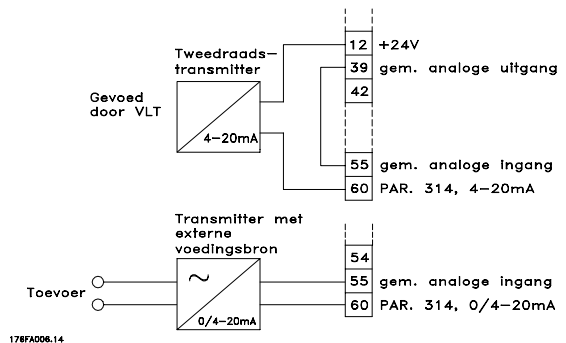 12 +24V
Tweedraads-
transmitter
39 gem. analoge uitgang
42
Gevoed
door VLT
4-20mA
55 gem. analoge ingang
60 PAR. 314, 4-20mA
Transmitter met
externe
voedingsbron
54
~
55 gem. analoge ingang
Toevoer
60 PAR. 314, 0/4-20mA
0/4-20mA
176FA006.14